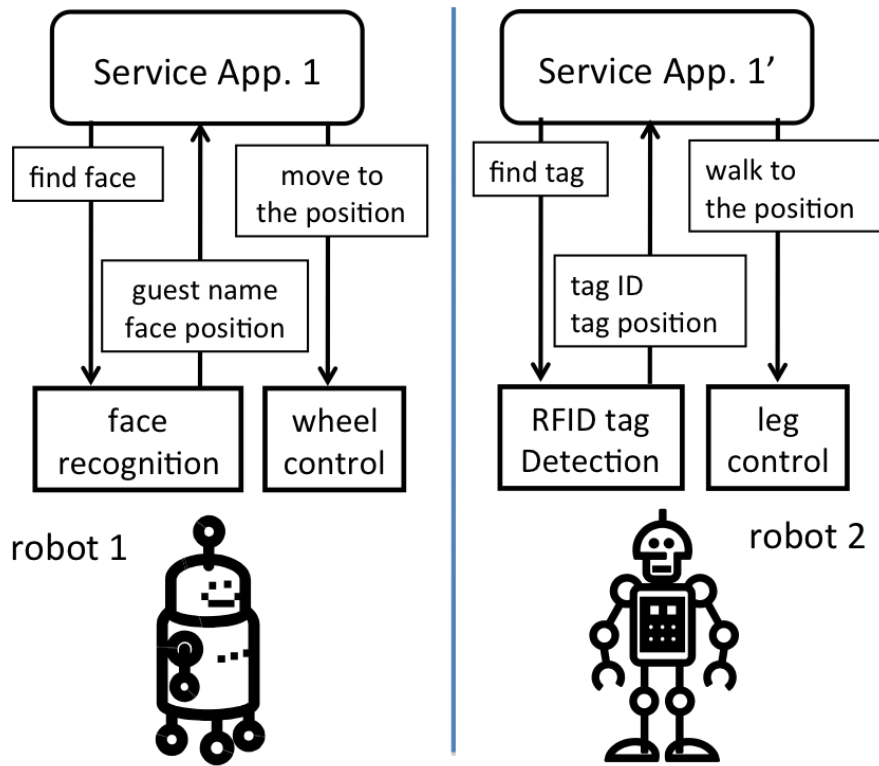 Service App. 1
find face
move to
the position
guest name
face position
face
recognition
wheel
control
robot 1
Service App. 1’
find tag
walk to
the position
tag ID
tag position
RFID tag
Detection
leg
control
robot 2